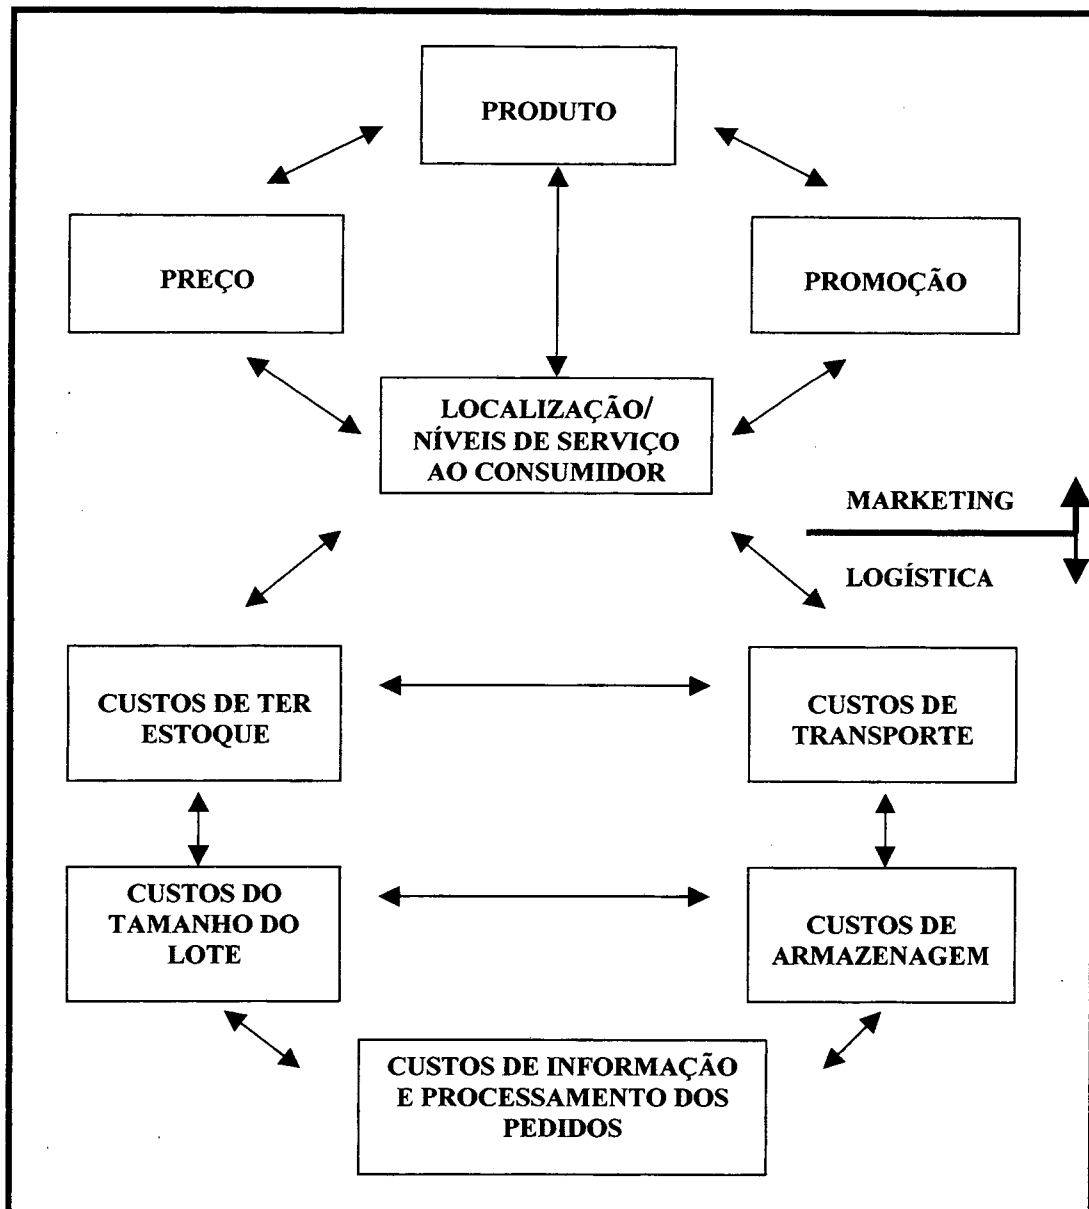 PRODUTO
PREÇO
PROMOÇÃO
LOCALIZAÇÃO/
NÍVEIS DE SERVIÇO
AO CONSUMIDOR
MARKETING
LOGÍSTICA
CUSTOS DE TER
ESTOQUE
CUSTOS DE
TRANSPORTE
CUSTOS DO
TAMANHO DO
LOTE
CUSTOS DE
ARMAZENAGEM
CUSTOS DE INFORMAÇÃO
E PROCESSAMENTO DOS
PEDIDOS